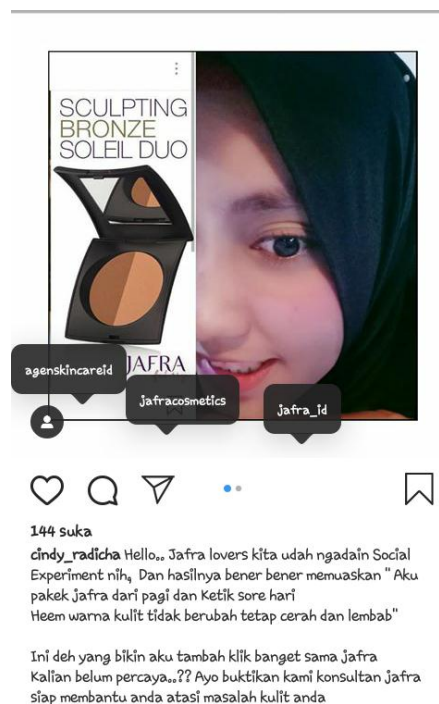 SCULPTING
BRONZE
SOLEIL DUO
JAFRA
agenskincareid
jafracosmetics
jafra_id
144 suka
cindy_radicha Hello.. Jafra lovers kita udah ngadain Social
Experiment nih, Dan hasilnya bener bener memuaskan " Aku
pakek jafra dari pagi dan Ketik sore hari
Heem warna kulit tidak berubah tetap cerah dan lembab"
Ini deh yang bikin aku tambah klik banget sama jafra
Kalian belum percaya..?? Ayo buktikan kami konsultan jafra
siap membantu anda atasi masalah kulit anda